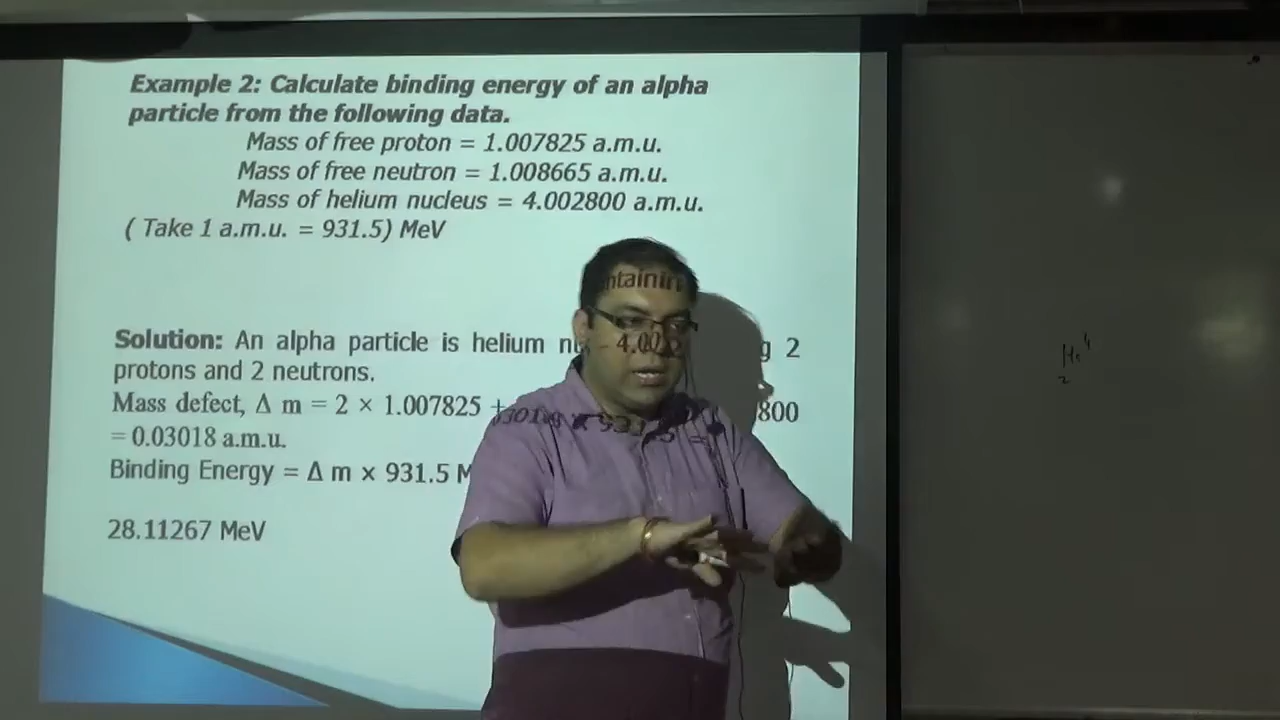 Example 2: Calculate binding energy of an alpha
particle from the following data.
Mass of free proton = 1.007825 a.m.u.
Mass of free neutron = 1.008665 a.m.u.
Mass of helium nucleus = 4.002800 a.m.u.
( Take 1 a.m.u. = 931.5) MeV
Solution: An alpha particle is helium ntainin g 2
protons and 2 neutrons.
Mass defect, Δ m = 2 × 1.007825 + 800
= 0.03018 a.m.u.
Binding Energy = Δ m × 931.5
28.11267 MeV
₂He⁴